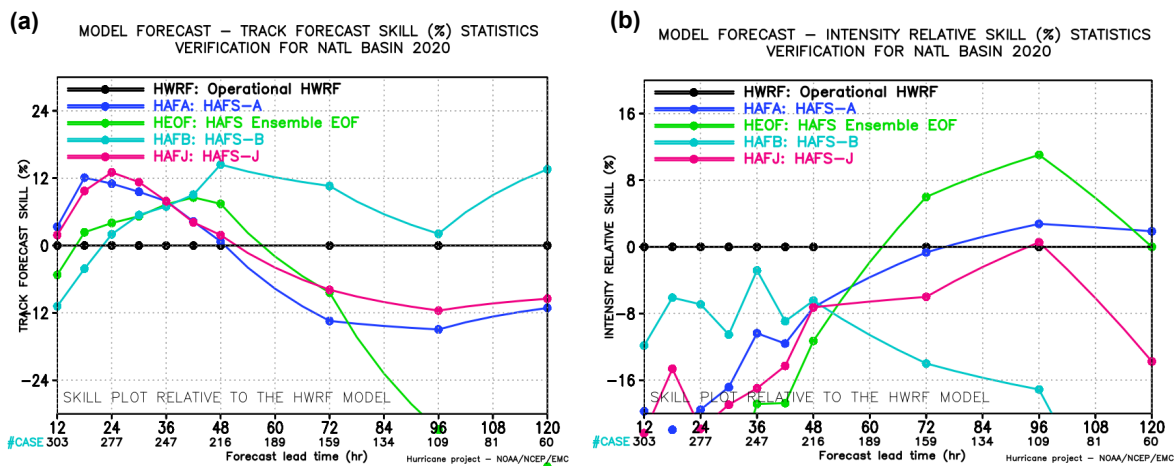 (a)
MODEL FORECAST – TRACK FORECAST SKILL (%) STATISTICS
VERIFICATION FOR NATL BASIN 2020
HWRF: Operational HWRF
HAFA: HAFS-A
HEOF: HAFS Ensemble EOF
HAFB: HAFS-B
HAFJ: HAFS-J
TRACK FORECAST SKILL (%)
24
12
0
-12
-24
SKILL PLOT RELATIVE TO THE HWRF MODEL
12 24 36 48 60 72 84 96 108 120
#CASE 303 277 247 216 189 159 134 109 81 60
Forecast lead time (hr)
Hurricane project – NOAA/NCEP/EMC
(b)
MODEL FORECAST – INTENSITY RELATIVE SKILL (%) STATISTICS
VERIFICATION FOR NATL BASIN 2020
HWRF: Operational HWRF
HAFA: HAFS-A
HEOF: HAFS Ensemble EOF
HAFB: HAFS-B
HAFJ: HAFS-J
INTENSITY RELATIVE SKILL (%)
16
8
0
-8
-16
SKILL PLOT RELATIVE TO THE HWRF MODEL
12 24 36 48 60 72 84 96 108 120
#CASE 303 277 247 216 189 159 134 109 81 60
Forecast lead time (hr)
Hurricane project – NOAA/NCEP/EMC